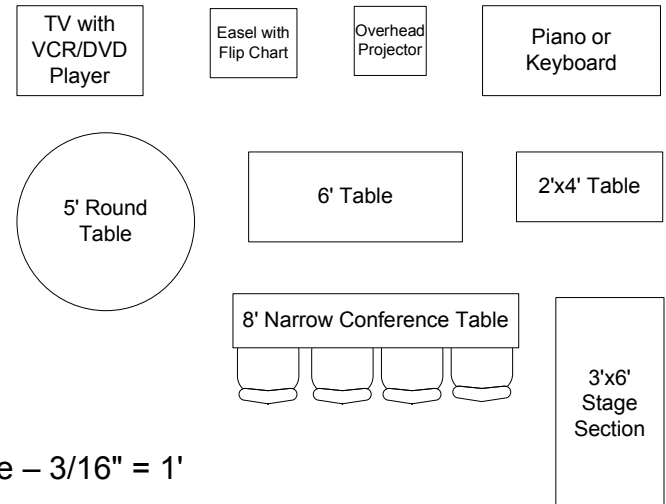 TV with
VCR/DVD
Player
Easel with
Flip Chart
Overhead
Projector
Piano or
Keyboard
5' Round
Table
6' Table
2'x4' Table
8' Narrow Conference Table
3'x6'
Stage
Section
– 3/16" = 1'